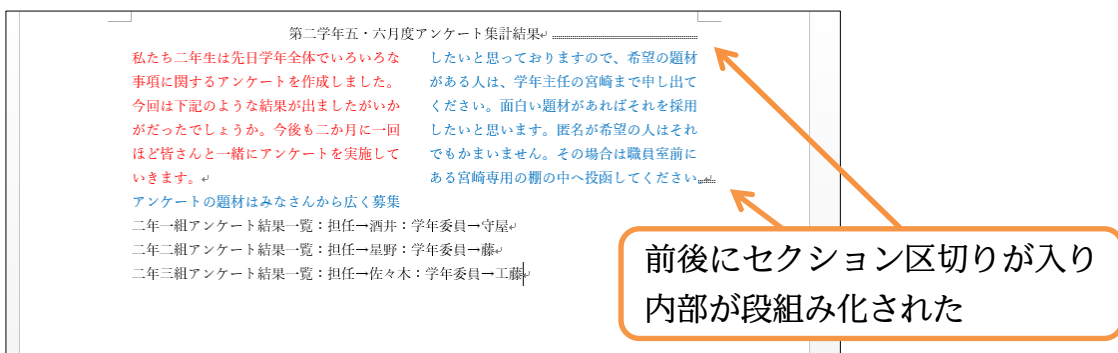 第二学年五・六月度アンケート集計結果↵
私たち二年生は先日学年全体でいろいろな
事項に関するアンケートを作成しました。
今回は下記のような結果が出ましたがいか
がだったでしょうか。今後も二か月に一回
ほど皆さんと一緒にアンケートを実施して
いきます。↵
アンケートの題材はみなさんから広く募集
したいと思っておりますので、希望の題材
がある人は、学年主任の宮崎まで申し出て
ください。面白い題材があればそれを採用
したいと思います。匿名が希望の人はそれ
でもかまいません。その場合は職員室前に
ある宮崎専用の棚の中へ投函してください
二年一組アンケート結果一覧：担任→酒井：学年委員→守屋↵
二年二組アンケート結果一覧：担任→星野：学年委員→藤↵
二年三組アンケート結果一覧：担任→佐々木：学年委員→工藤↵
前後にセクション区切りが入り
内部が段組み化された